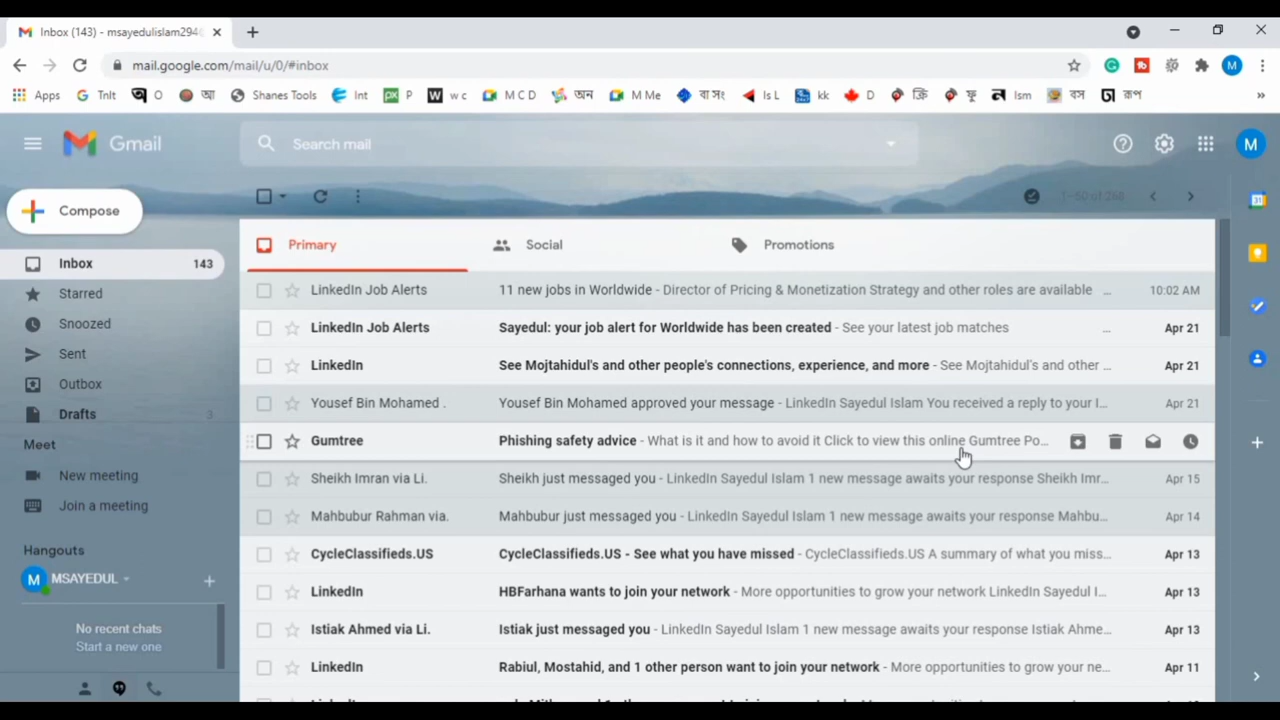 Inbox (143) - msayedulislam294
mail.google.com/mail/u/0/#inbox
M
Apps TnIt O আ Shanes Tools Int P w c M C D অন M Me বা সং Is L kk D ক্রি ফু Ism বস রূপ »
Gmail
Search mail
M
Compose
1–50 of 268
Inbox 143
Primary Social Promotions
Starred
Snoozed
Sent
Outbox
Drafts 3
LinkedIn Job Alerts 11 new jobs in Worldwide - Director of Pricing & Monetization Strategy and other roles are available ... 10:02 AM
LinkedIn Job Alerts Sayedul: your job alert for Worldwide has been created - See your latest job matches ... Apr 21
LinkedIn See Mojtahidul's and other people's connections, experience, and more - See Mojtahidul's and other ... Apr 21
Yousef Bin Mohamed . Yousef Bin Mohamed approved your message - LinkedIn Sayedul Islam You received a reply to your I... Apr 21
Gumtree Phishing safety advice - What is it and how to avoid it Click to view this online Gumtree Po...
Sheikh Imran via Li. Sheikh just messaged you - LinkedIn Sayedul Islam 1 new message awaits your response Sheikh Imr... Apr 15
Mahbubur Rahman via. Mahbubur just messaged you - LinkedIn Sayedul Islam 1 new message awaits your response Mahbu... Apr 14
CycleClassifieds.US CycleClassifieds.US - See what you have missed - CycleClassifieds.US A summary of what you miss... Apr 13
LinkedIn HBFarhana wants to join your network - More opportunities to grow your network LinkedIn Sayedul I... Apr 13
Istiak Ahmed via Li. Istiak just messaged you - LinkedIn Sayedul Islam 1 new message awaits your response Istiak Ahme... Apr 13
LinkedIn Rabiul, Mostahid, and 1 other person want to join your network - More opportunities to grow your ne... Apr 11
Meet
New meeting
Join a meeting
Hangouts
M MSAYEDUL
No recent chats
Start a new one